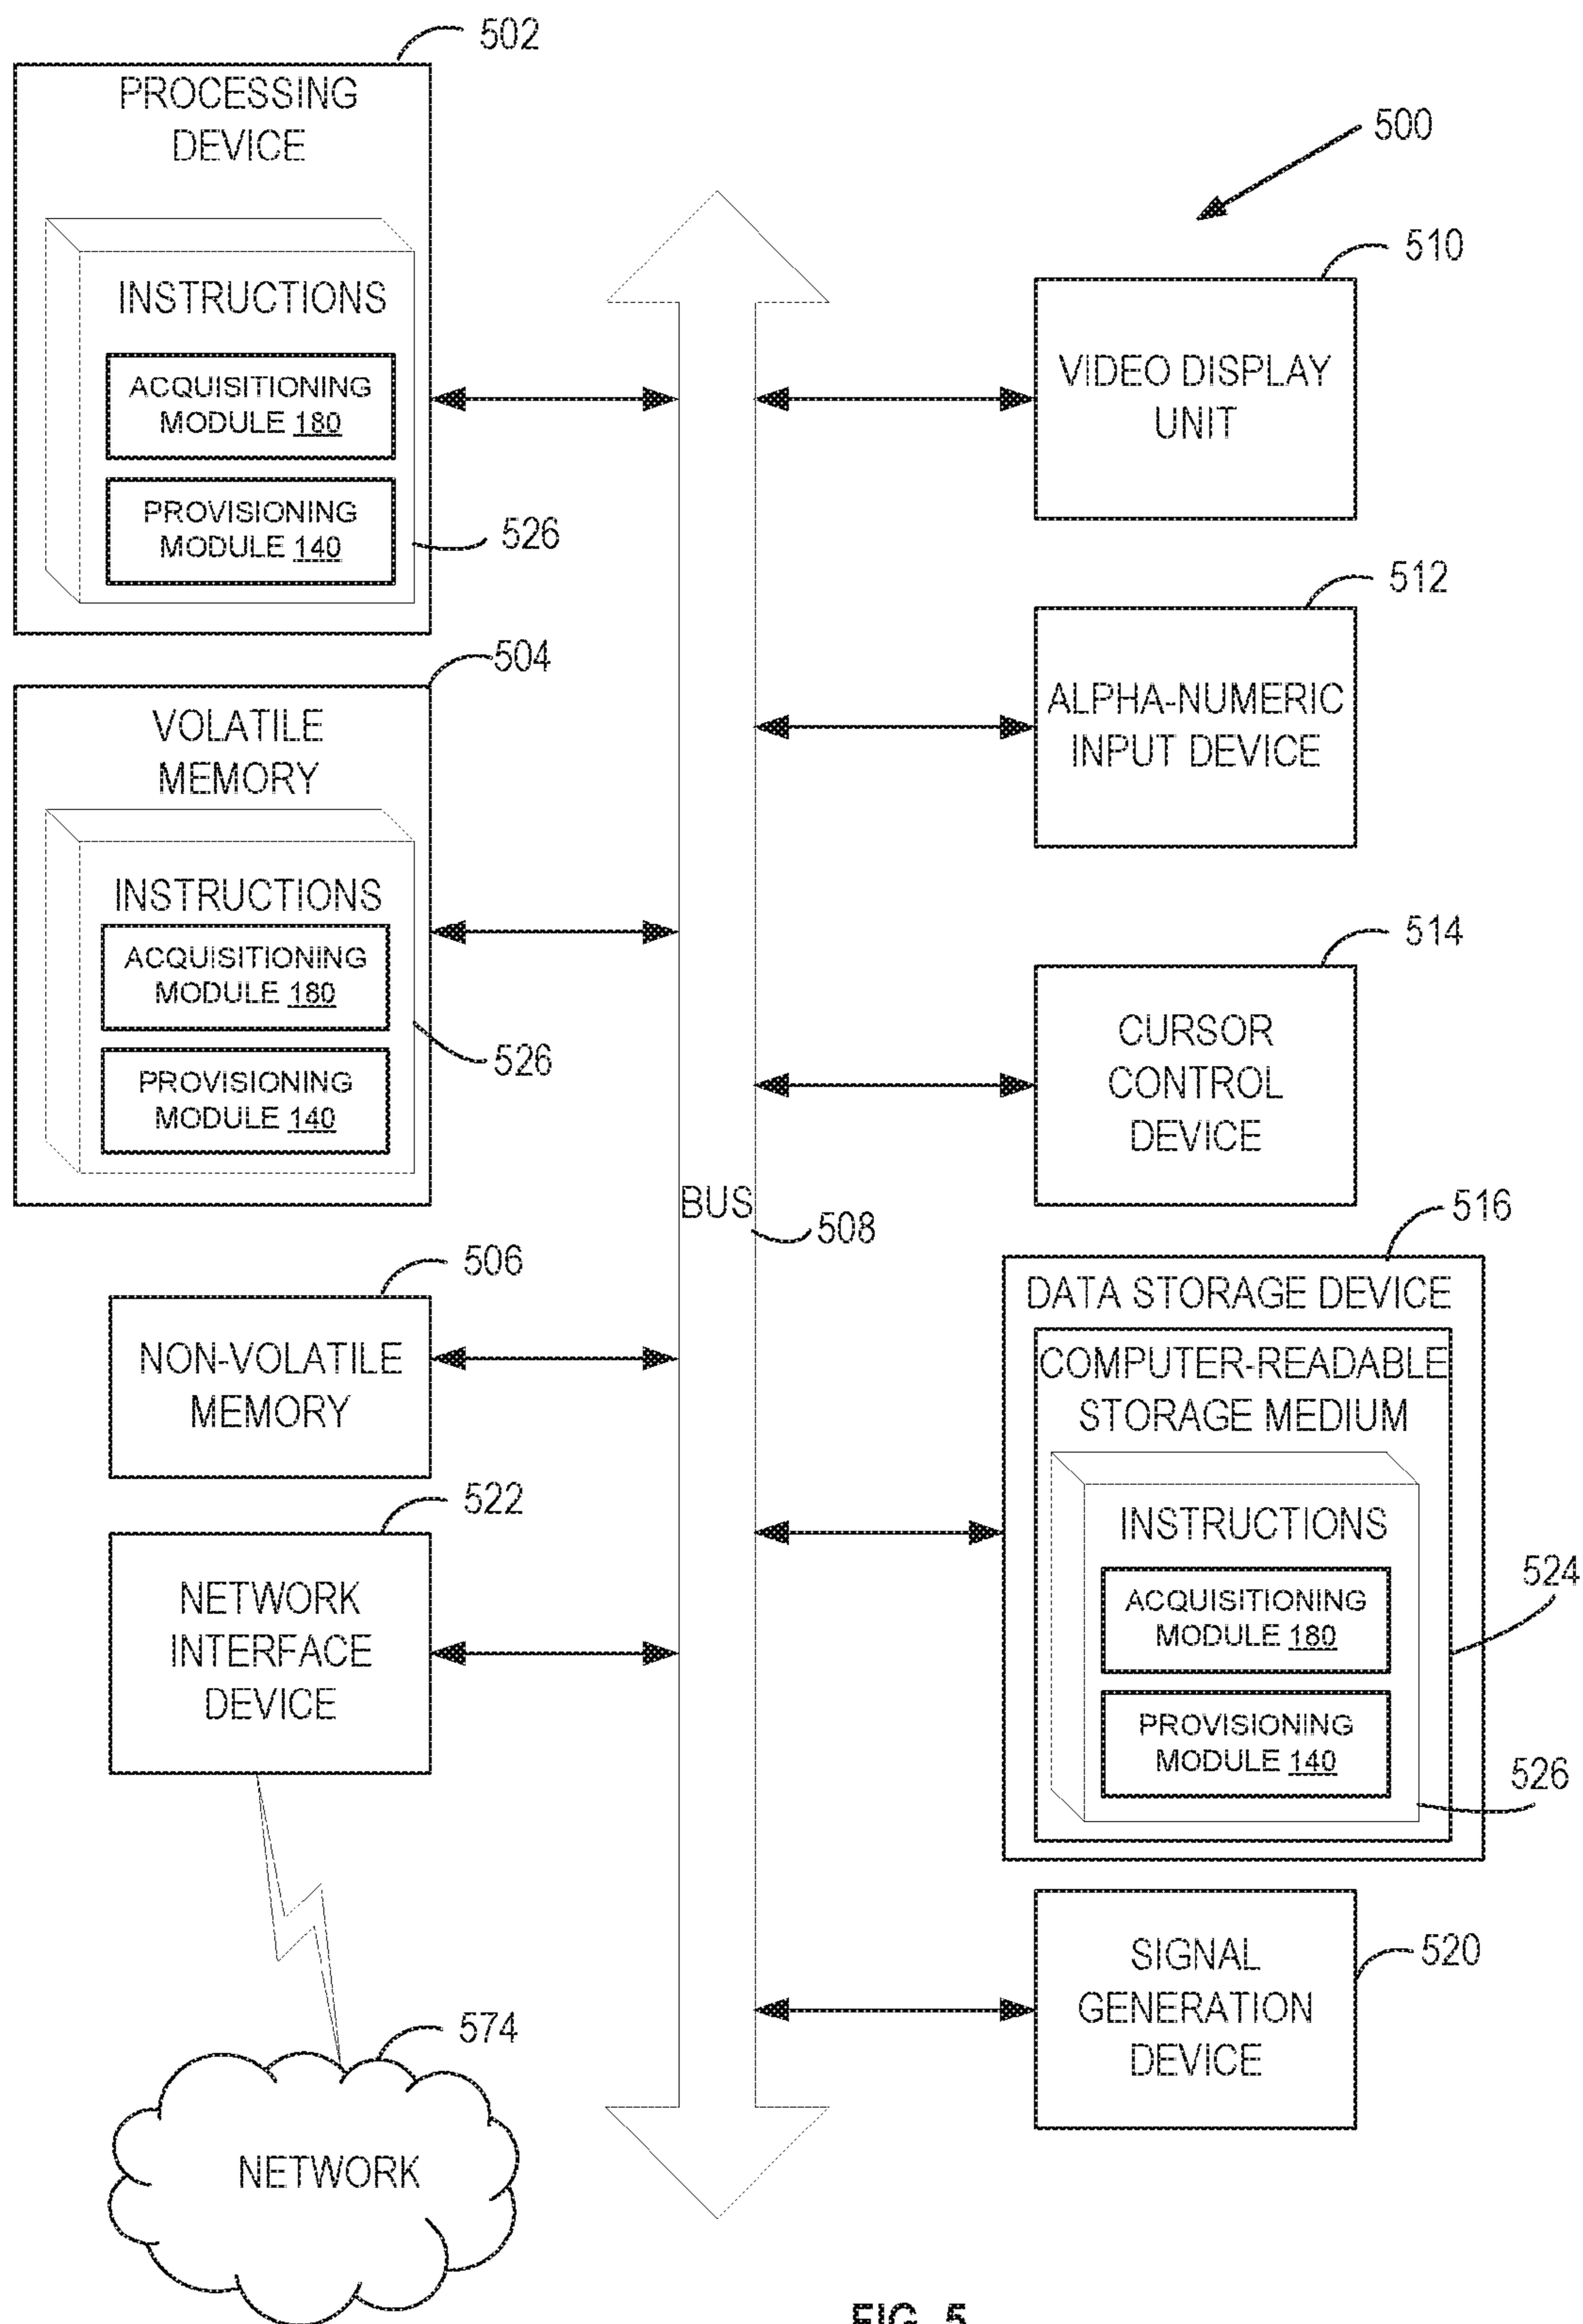 502
PROCESSING
DEVICE
INSTRUCTIONS
ACQUISITIONING
MODULE 180
PROVISIONING
MODULE 140
526
504
VOLATILE
MEMORY
INSTRUCTIONS
ACQUISITIONING
MODULE 180
PROVISIONING
MODULE 140
526
506
NON-VOLATILE
MEMORY
522
NETWORK
INTERFACE
DEVICE
574
NETWORK
BUS
508
500
510
VIDEO DISPLAY
UNIT
512
ALPHA-NUMERIC
INPUT DEVICE
514
CURSOR
CONTROL
DEVICE
516
DATA STORAGE DEVICE
COMPUTER-READABLE
STORAGE MEDIUM
INSTRUCTIONS
524
ACQUISITIONING
MODULE 180
PROVISIONING
MODULE 140
526
SIGNAL
GENERATION
DEVICE
520
FIG. 5